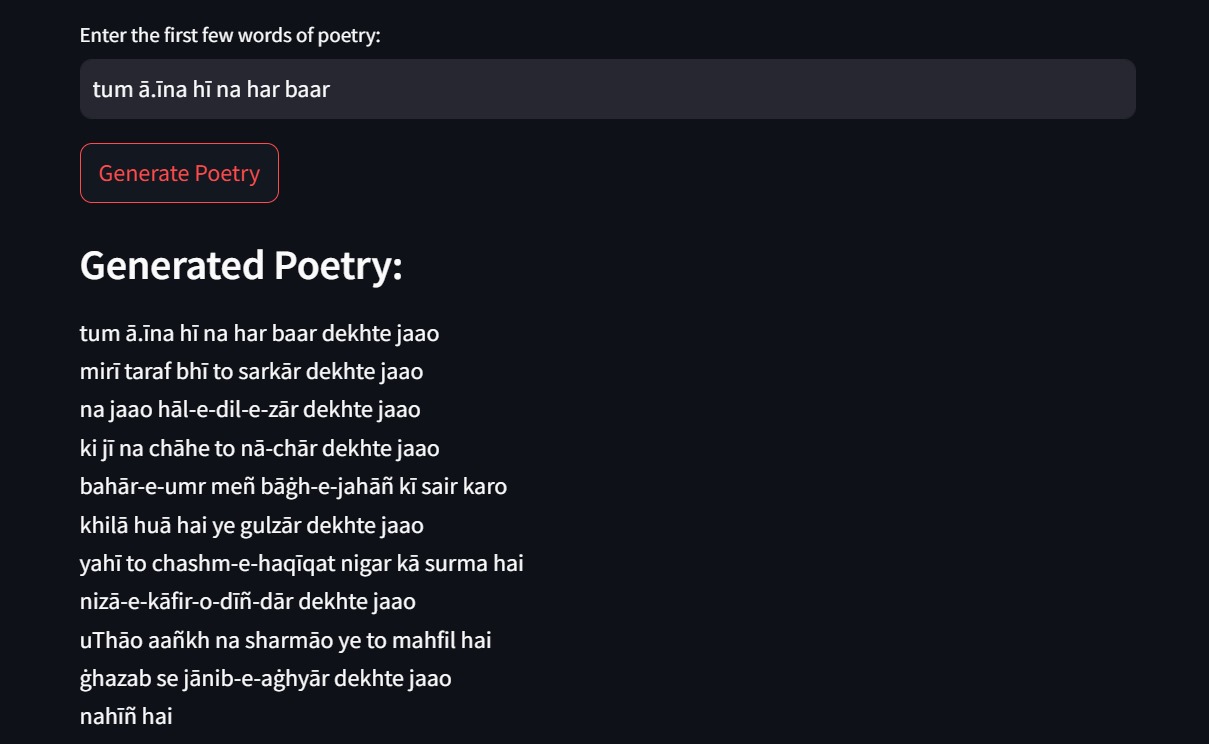 Enter the first few words of poetry:
tum ā.īna hī na har baar
Generate Poetry
Generated Poetry:
tum ā.īna hī na har baar dekhte jaao
mirī taraf bhī to sarkār dekhte jaao
na jaao hāl-e-dil-e-zār dekhte jaao
ki jī na chāhe to nā-chār dekhte jaao
bahār-e-umr meñ bāġh-e-jahāñ kī sair karo
khilā huā hai ye gulzār dekhte jaao
yahī to chashm-e-haqīqat nigar kā surma hai
nizā-e-kāfir-o-dīñ-dār dekhte jaao
uThāo aañkh na sharmāo ye to mahfil hai
ġhazab se jānib-e-aġhyār dekhte jaao
nahīñ hai